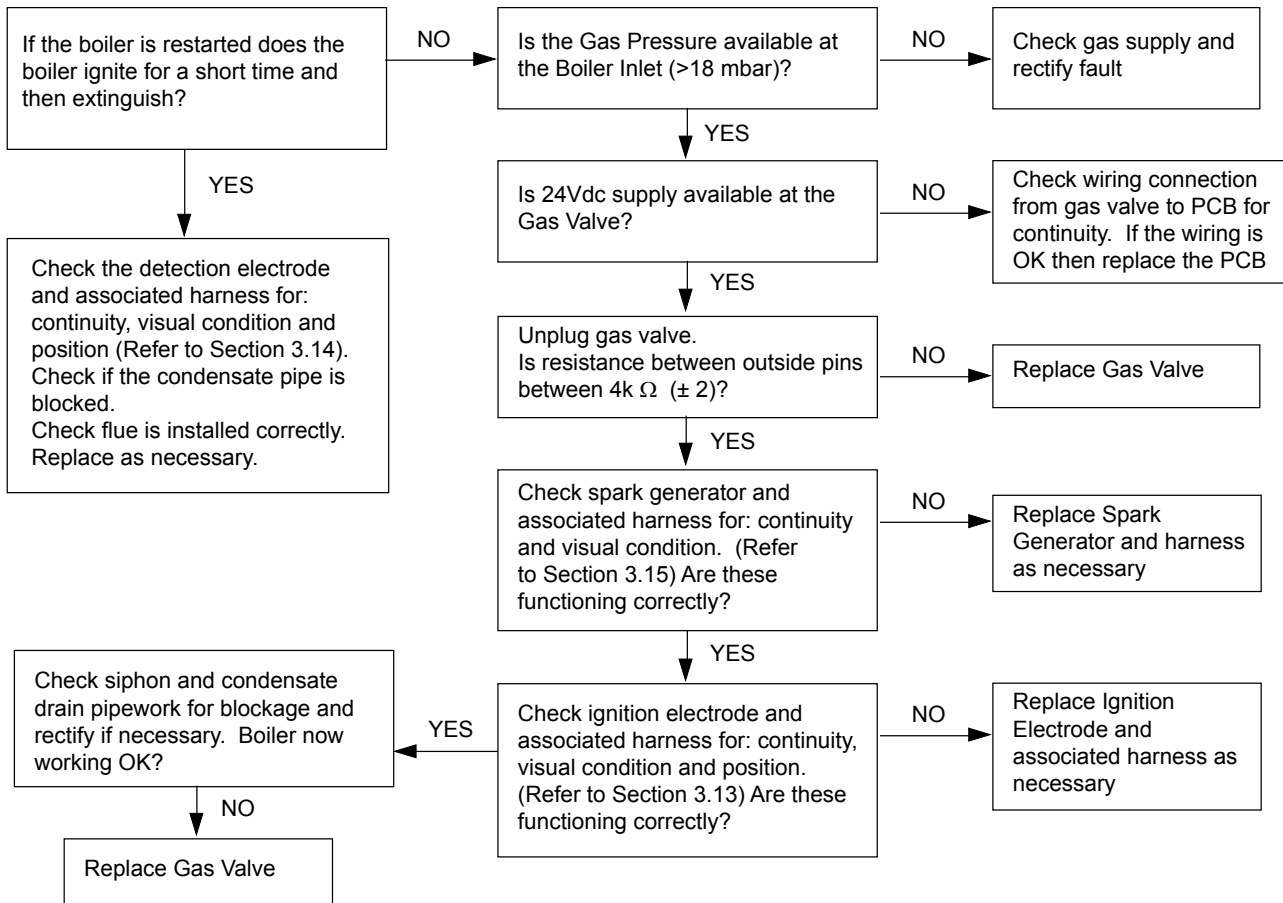 If the boiler is restarted does the
boiler ignite for a short time and
then extinguish?
NO
Is the Gas Pressure available at
the Boiler Inlet (>18 mbar)?
NO
Check gas supply and
rectify fault
YES
YES
Check the detection electrode
and associated harness for:
continuity, visual condition and
position (Refer to Section 3.14).
Check if the condensate pipe is
blocked.
Check flue is installed correctly.
Replace as necessary.
Is 24Vdc supply available at the
Gas Valve?
NO
Check wiring connection
from gas valve to PCB for
continuity. If the wiring is
OK then replace the PCB
YES
Unplug gas valve.
Is resistance between outside pins
between 4k Ω (± 2)?
NO
Replace Gas Valve
YES
Check spark generator and
associated harness for: continuity
and visual condition. (Refer
to Section 3.15) Are these
functioning correctly?
NO
Replace Spark
Generator and harness
as necessary
YES
Check ignition electrode and
associated harness for: continuity,
visual condition and position.
(Refer to Section 3.13) Are these
functioning correctly?
NO
Replace Ignition
Electrode and
associated harness as
necessary
YES
Check siphon and condensate
drain pipework for blockage and
rectify if necessary. Boiler now
working OK?
NO
Replace Gas Valve